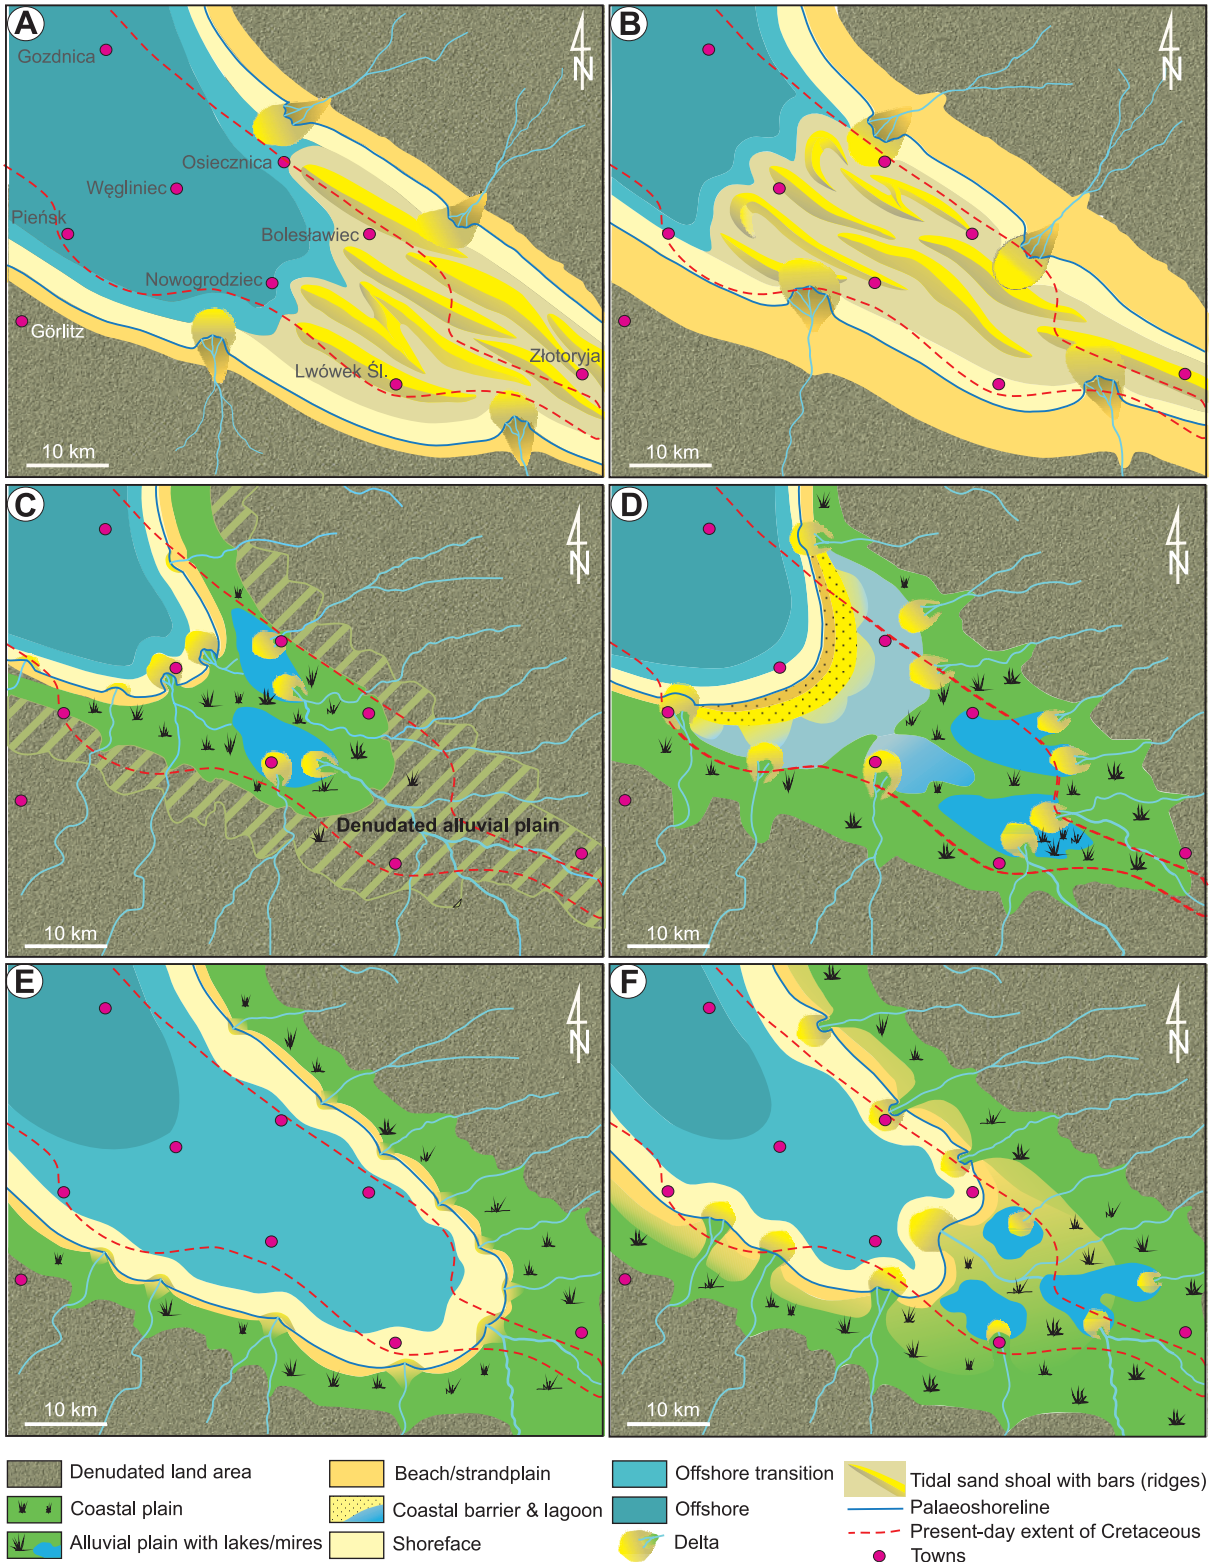 A
N
Gozdnica
Osiecznica
Węgliniec
Pieńsk
Bolesławiec
Nowogrodziec
Görlitz
Złotoryja
Lwówek Śl.
10 km
B
N
10 km
C
N
Denudated alluvial plain
10 km
D
N
10 km
E
N
10 km
F
N
10 km
Denudated land area
Coastal plain
Alluvial plain with lakes/mires
Beach/strandplain
Coastal barrier & lagoon
Shoreface
Offshore transition
Offshore
Delta
Tidal sand shoal with bars (ridges)
Palaeoshoreline
Present-day extent of Cretaceous
Towns